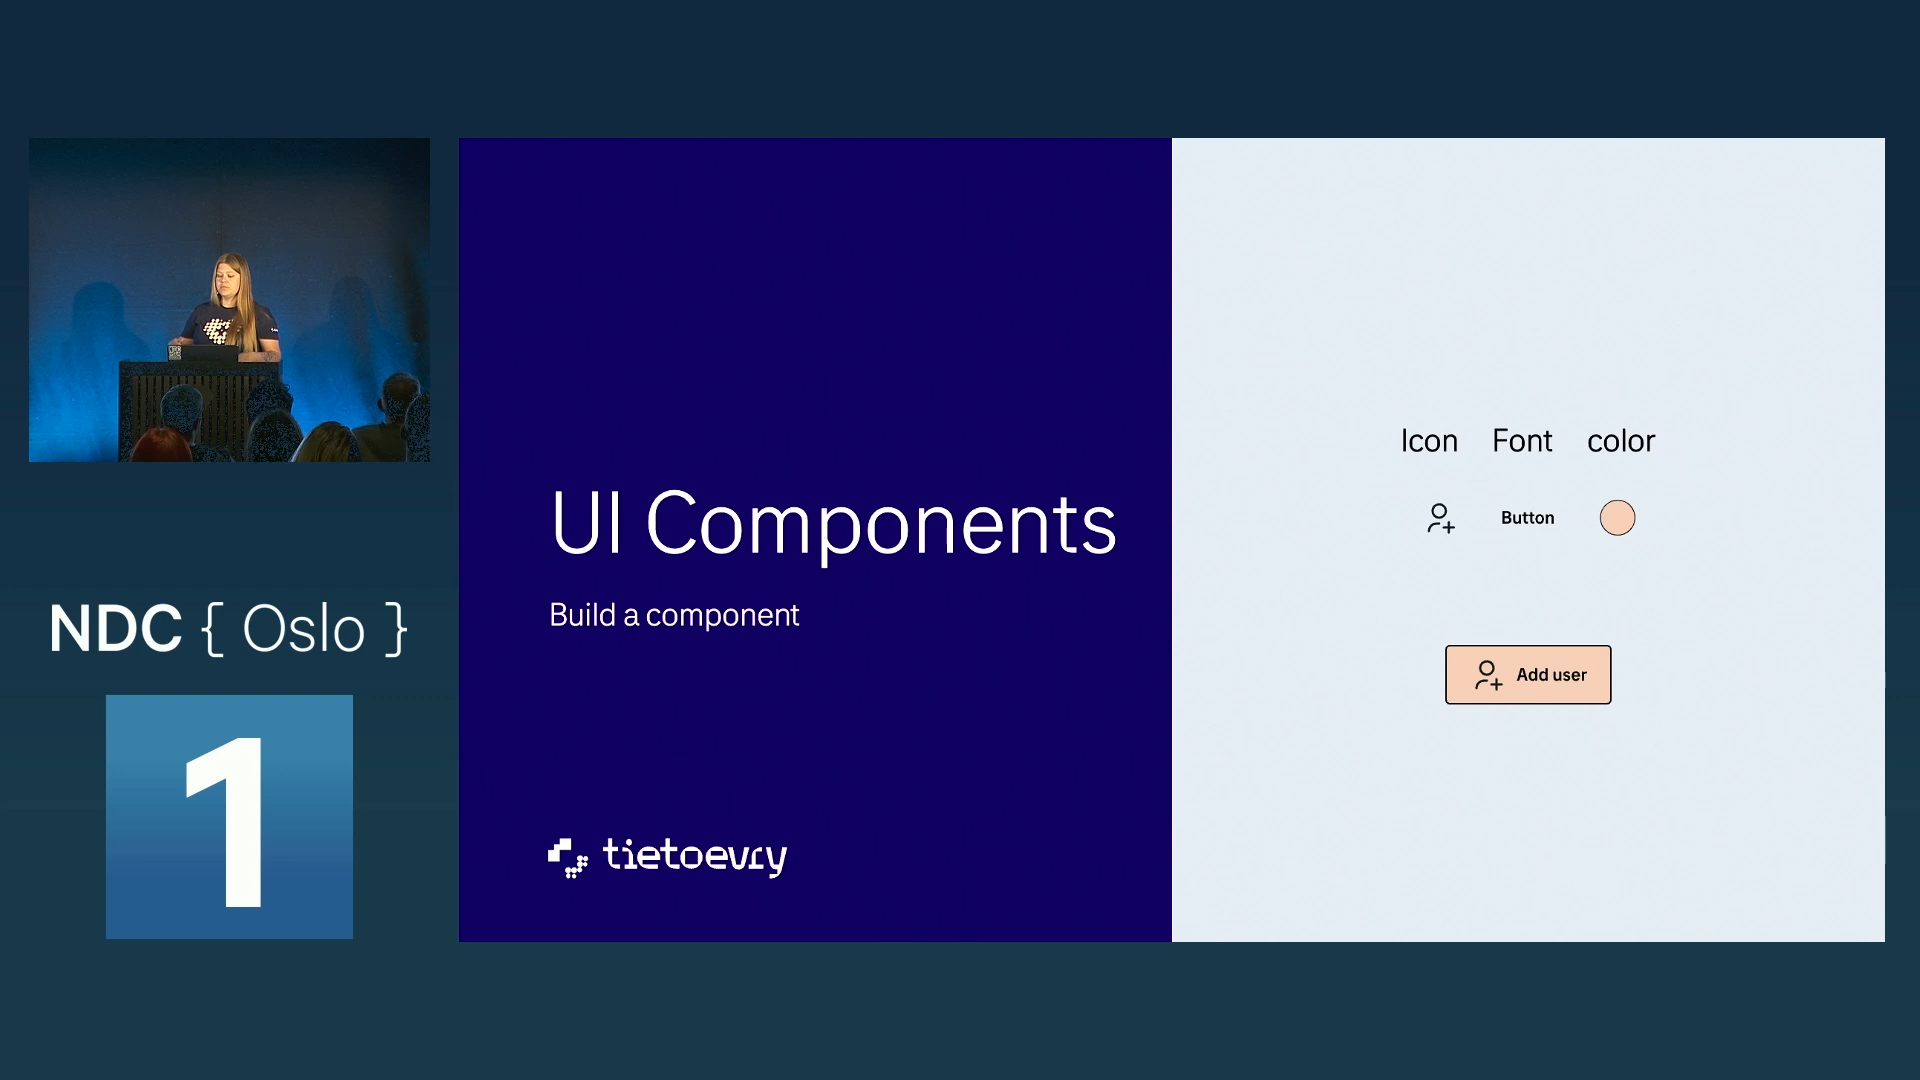 NDC { Oslo }
1
UI Components
Build a component
tietoevry
Icon Font color
Button
Add user